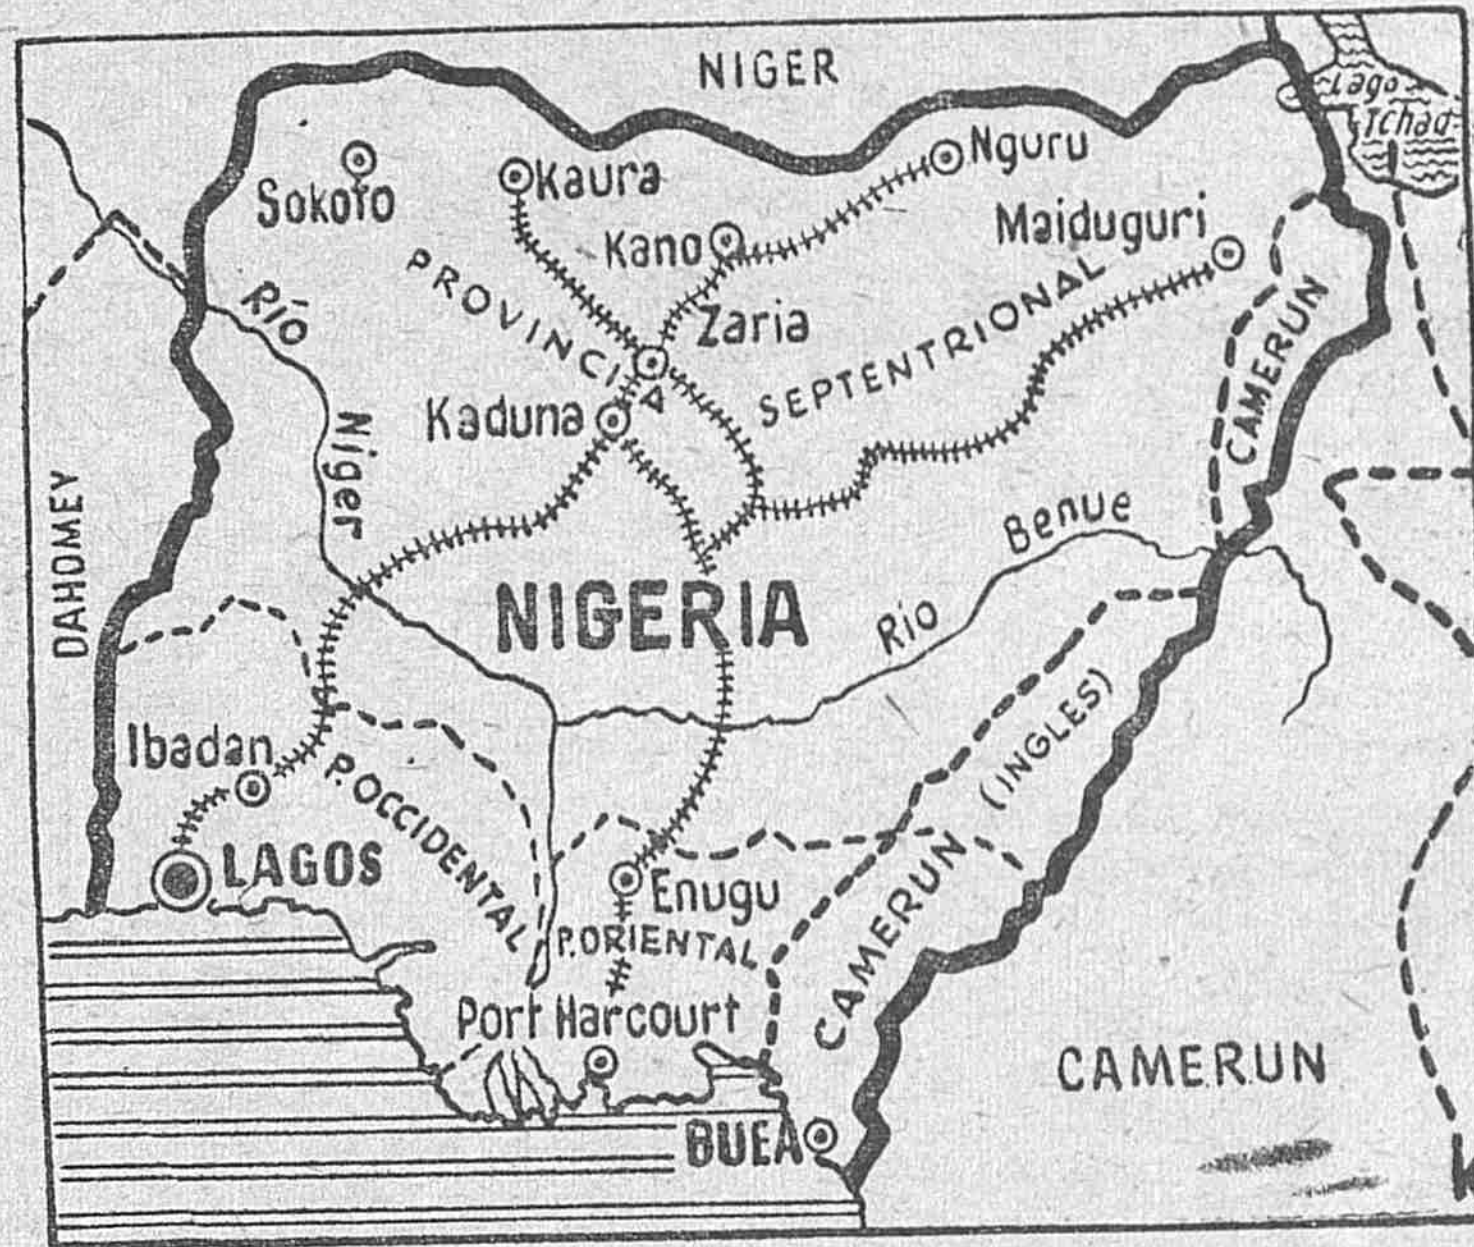 NIGER
Lago
Tchad
Sokoto
Kaura
Nguru
Kano
Maiduguri
PROVINCIA
SEPTENTRIONAL
Río
Niger
Zaria
Kaduna
CAMERUN
DAHOMEY
Benue
Río
NIGERIA
Ibadan
P. OCCIDENTAL
(INGLES)
LAGOS
Enugu
CAMERUN
P. ORIENTAL
Port Harcourt
CAMERUN
BUEA